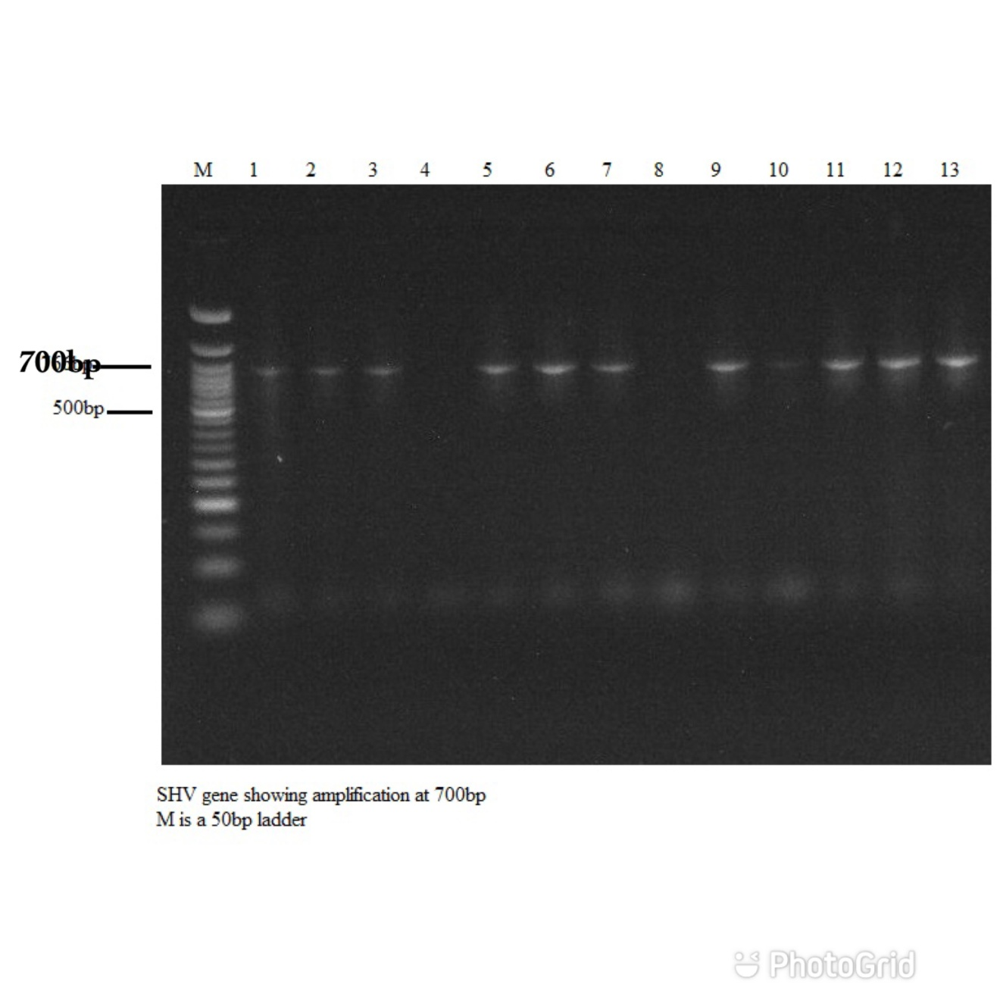 M 1 2 3 4 5 6 7 8 9 10 11 12 13
700bp
500bp
SHV gene showing amplification at 700bp
M is a 50bp ladder
PhotoGrid